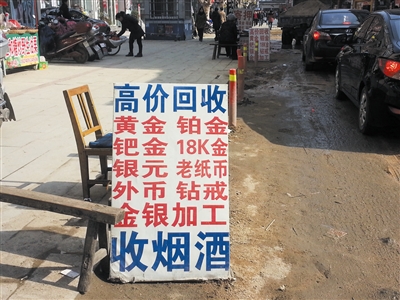 高价回收
黄金 铂金
钯金 18K金
银元 老纸币
外币 钻戒
金银加工
收烟酒